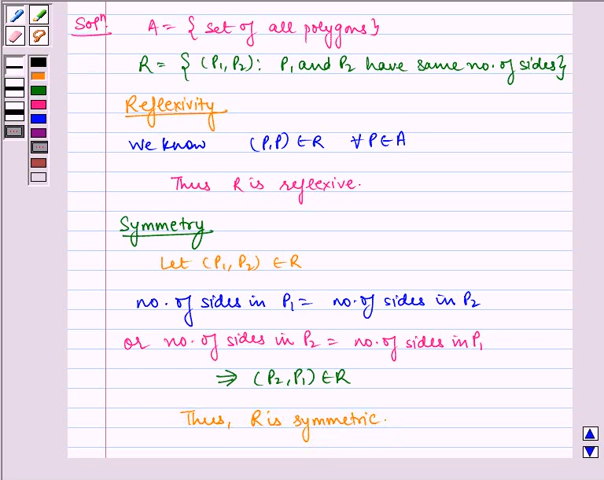 Solⁿ A = { set of all polygons}
R = { (P₁, P₂) : P₁ and P₂ have same no. of sides}
Reflexivity
We know (P,P) ∈ R ∀ P ∈ A
Thus R is reflexive.
Symmetry
Let (P₁, P₂) ∈ R
no. of sides in P₁ = no. of sides in P₂
or no. of sides in P₂ = no. of sides in P₁
⇒ (P₂, P₁) ∈ R
Thus, R is symmetric.